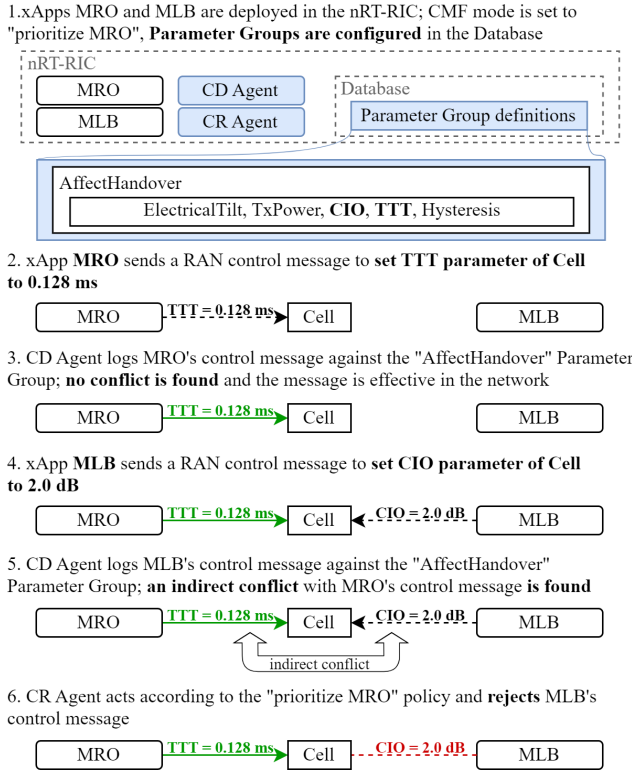 1.xApps MRO and MLB are deployed in the nRT-RIC; CMF mode is set to
"prioritize MRO", Parameter Groups are configured in the Database
nRT-RIC
MRO
CD Agent
Database
MLB
CR Agent
Parameter Group definitions
AffectHandover
ElectricalTilt, TxPower, CIO, TTT, Hysteresis
2. xApp MRO sends a RAN control message to set TTT parameter of Cell
to 0.128 ms
MRO
TTT = 0.128 ms
Cell
MLB
3. CD Agent logs MRO's control message against the "AffectHandover" Parameter
Group; no conflict is found and the message is effective in the network
MRO
TTT = 0.128 ms
Cell
MLB
4. xApp MLB sends a RAN control message to set CIO parameter of Cell
to 2.0 dB
MRO
TTT = 0.128 ms
Cell
CIO = 2.0 dB
MLB
5. CD Agent logs MLB's control message against the "AffectHandover"
Parameter Group; an indirect conflict with MRO's control message is found
MRO
TTT = 0.128 ms
Cell
CIO = 2.0 dB
MLB
indirect conflict
6. CR Agent acts according to the "prioritize MRO" policy and rejects MLB's
control message
MRO
TTT = 0.128 ms
Cell
CIO = 2.0 dB
MLB